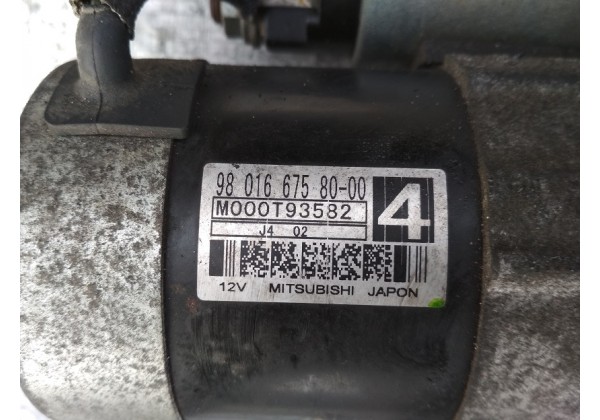 98 016 675 80-00
M000T93582
4
J4 02
12V MITSUBISHI JAPON